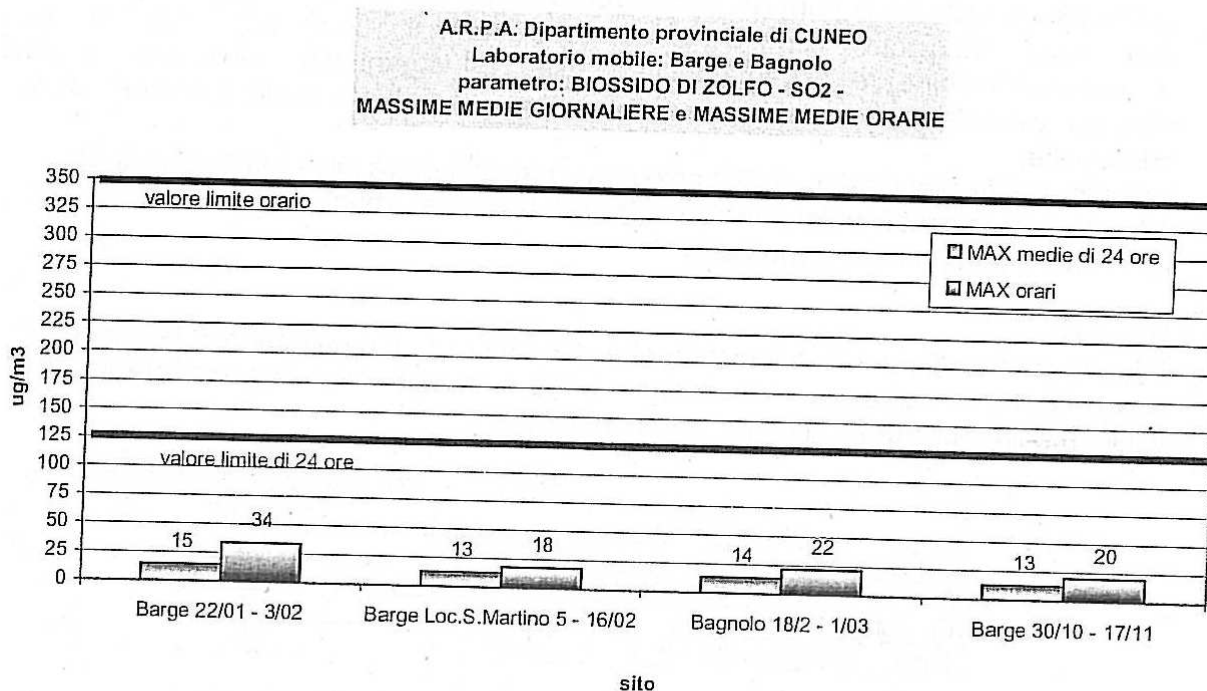 A.R.P.A: Dipartimento provinciale di CUNEO
Laboratorio mobile: Barge e Bagnolo
parametro: BIOSSIDO DI ZOLFO - SO2 -
MASSIME MEDIE GIORNALIERE e MASSIME MEDIE ORARIE
350
325
300
275
250
225
200
175
150
125
100
75
50
25
0
ug/m3
valore limite orario
MAX medie di 24 ore
MAX orari
valore limite di 24 ore
15 34 13 18 14 22 13 20
Barge 22/01 - 3/02 Barge Loc.S.Martino 5 - 16/02 Bagnolo 18/2 - 1/03 Barge 30/10 - 17/11
sito